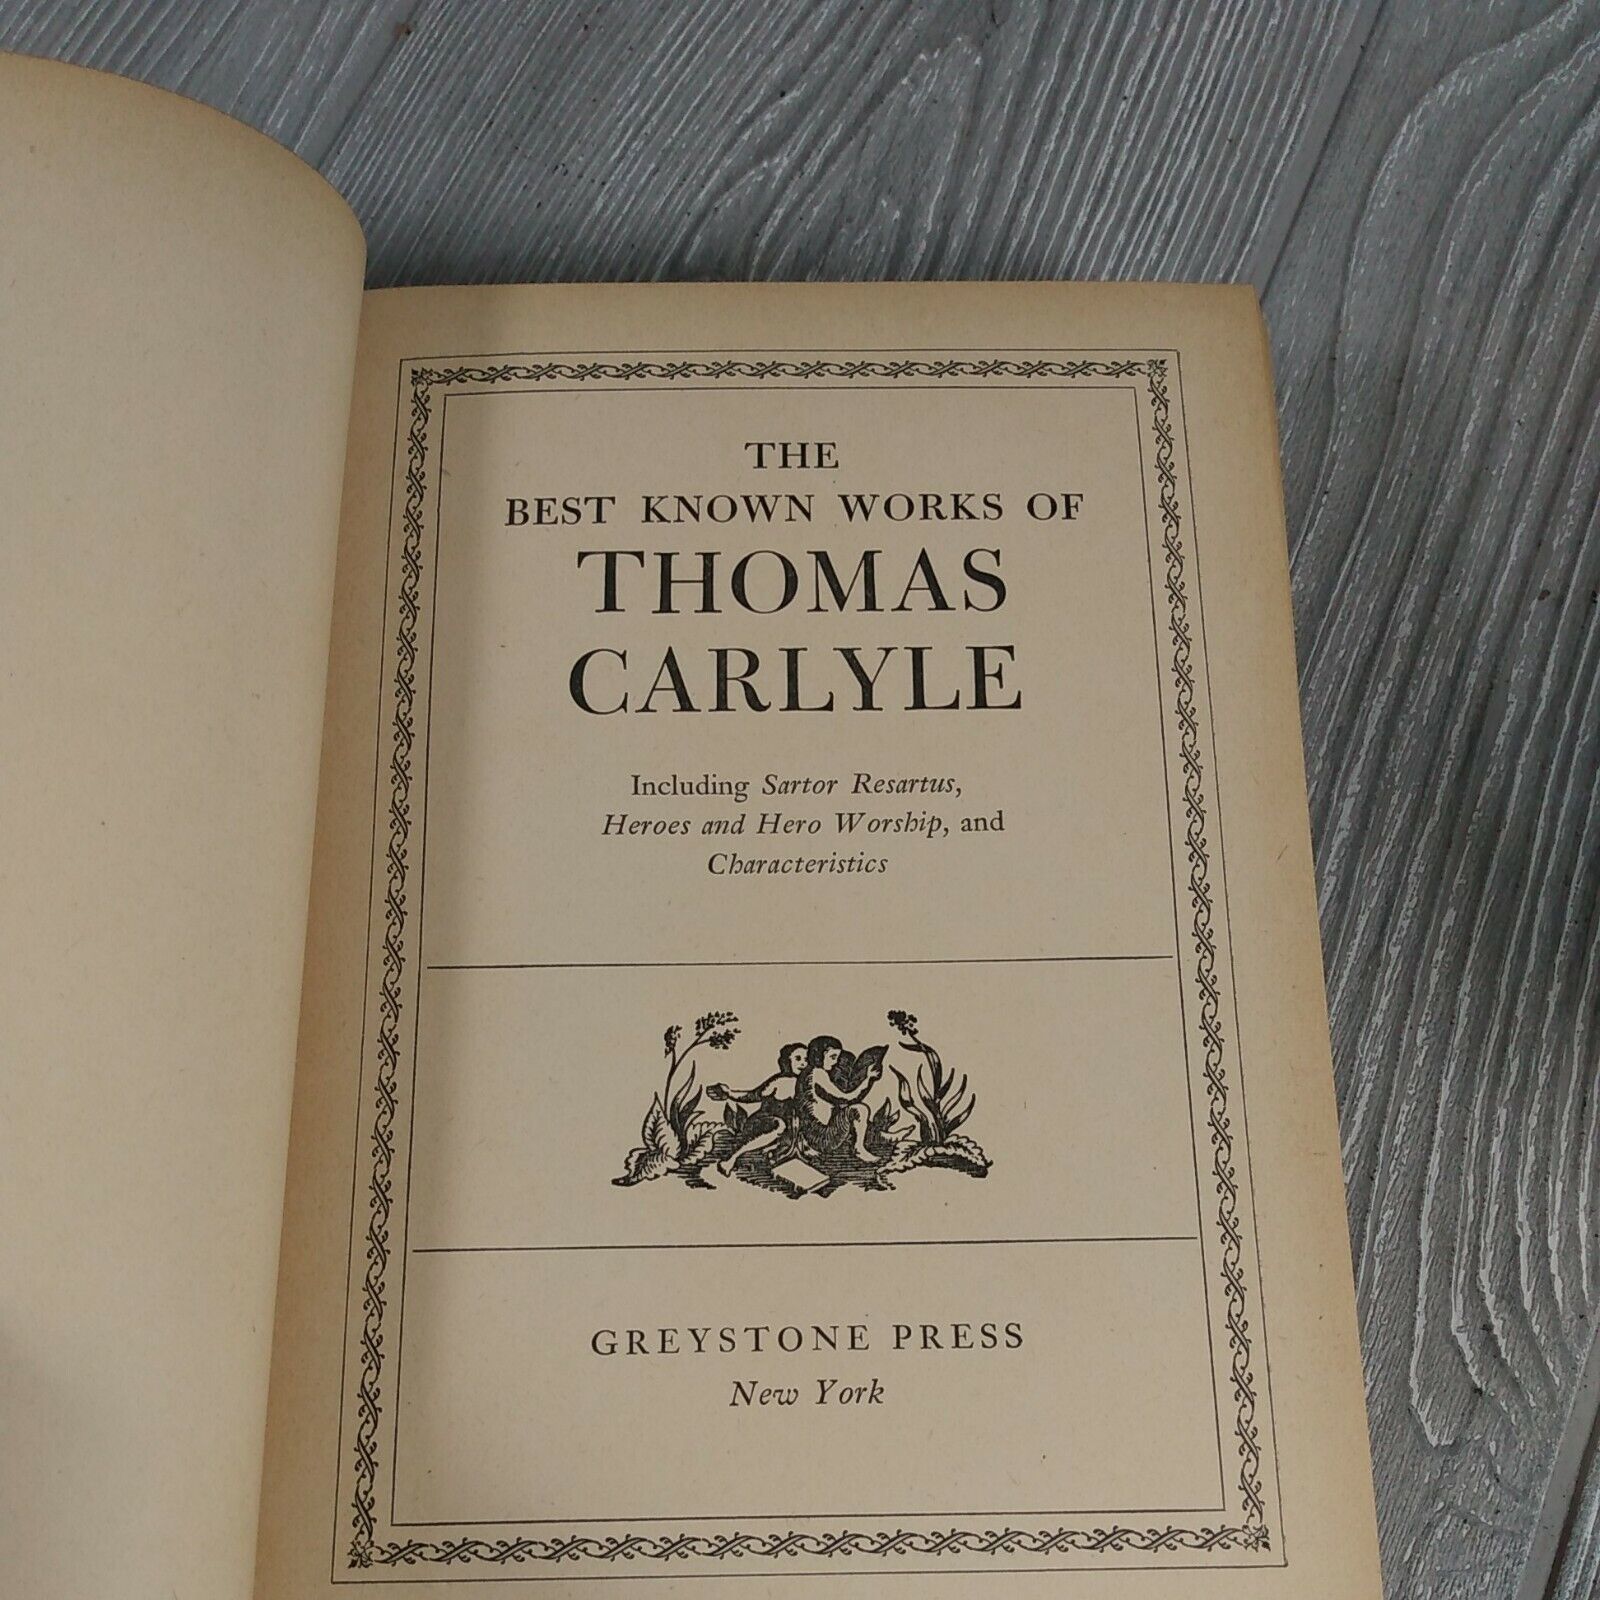 THE
BEST KNOWN WORKS OF
THOMAS
CARLYLE
Including Sartor Resartus,
Heroes and Hero Worship, and
Characteristics
GREYSTONE PRESS
New York